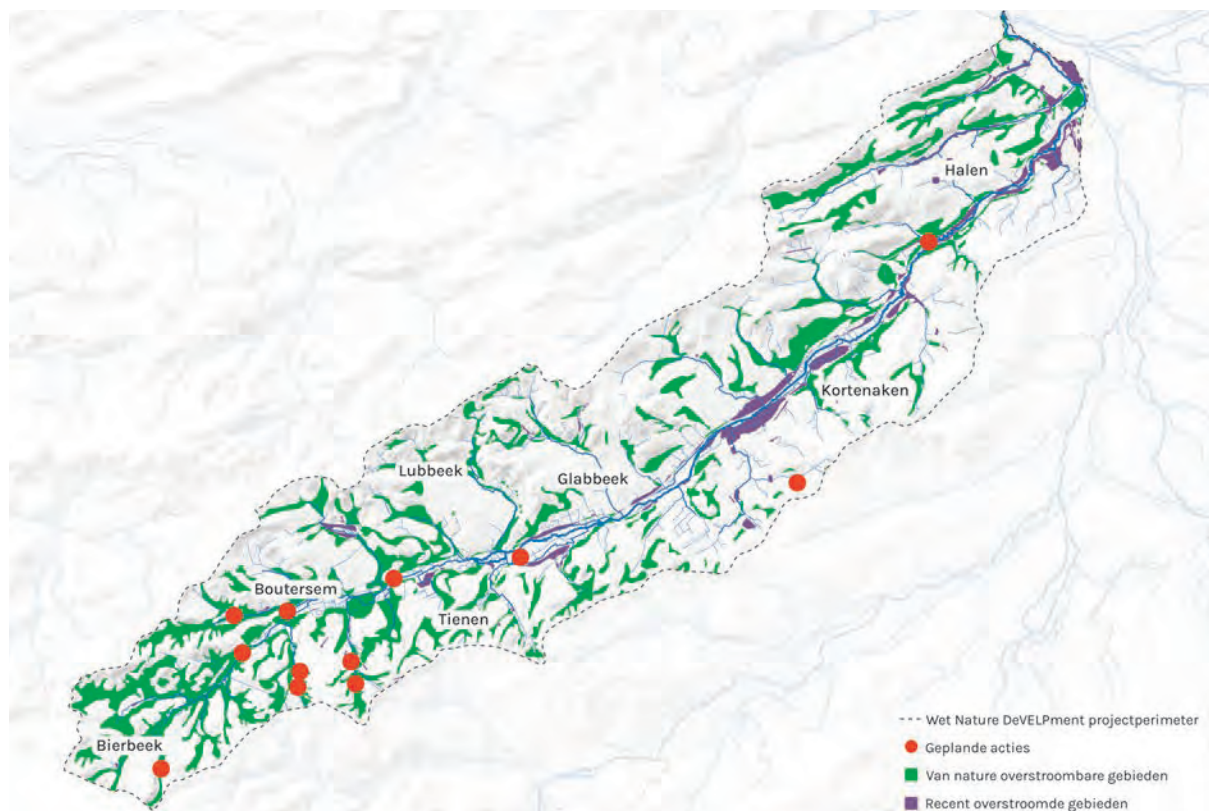 Halen
Kortenaken
Lubbeek
Glabbeek
Boutersem
Tienen
Bierbeek
Wet Nature DeVELPment projectperimeter
Geplande acties
Van nature overstroombare gebieden
Recent overstroomde gebieden